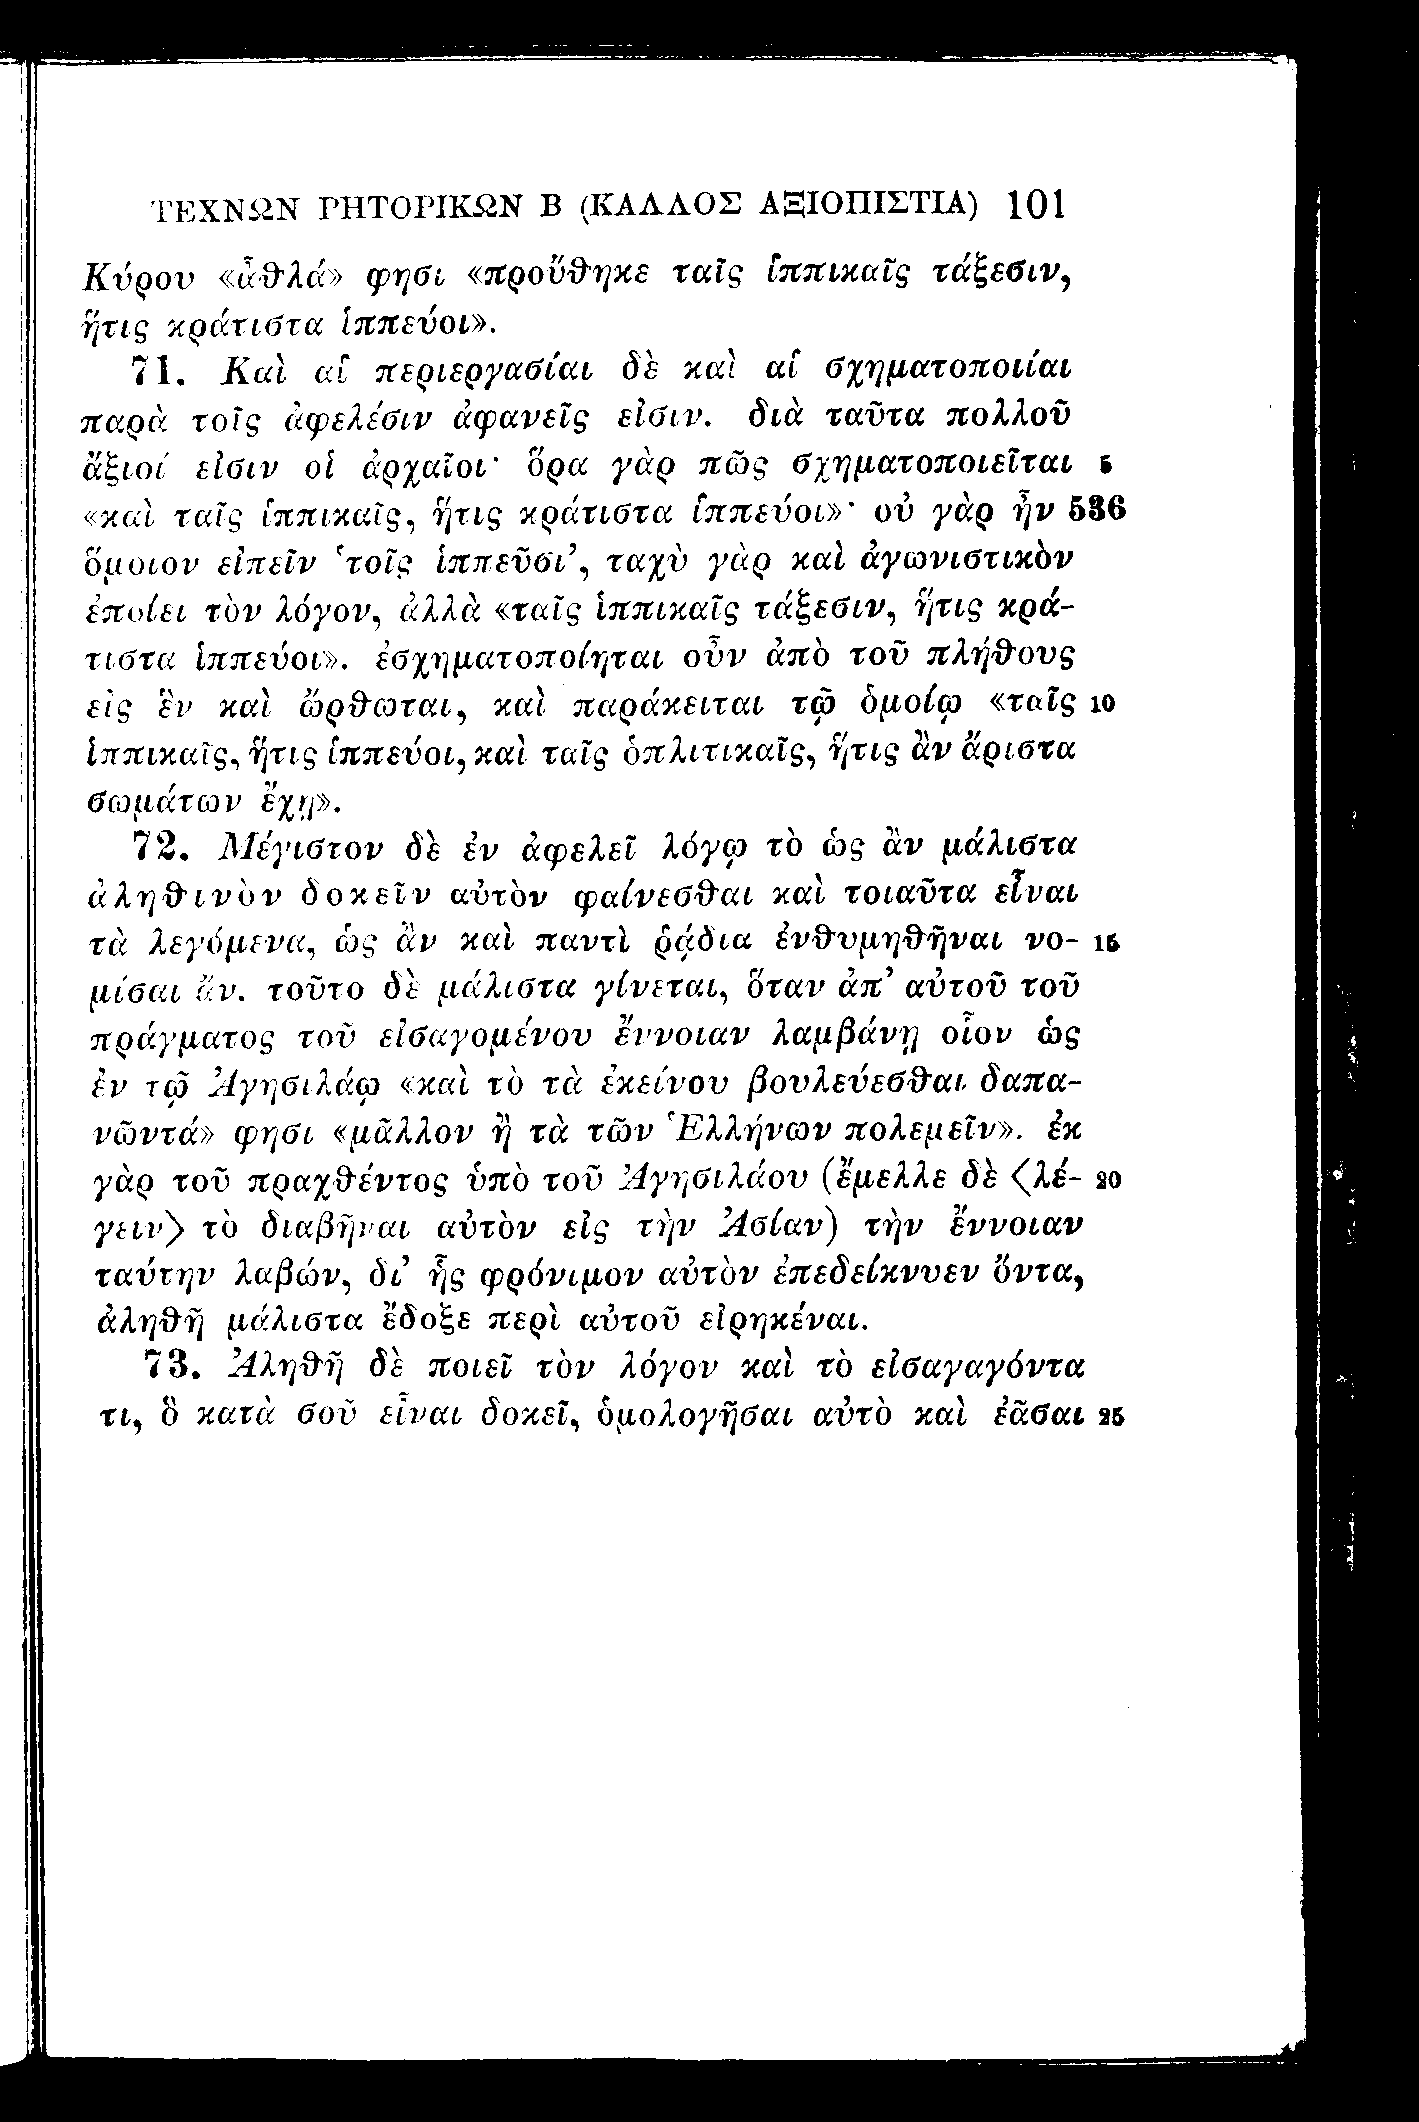 ΤΕΧΝΩΝ ΡΗΤΟΡΙΚΩΝ Β (ΚΑΛΛΟΣ ΑΞΙΟΠΙΣΤΙΑ) 101
Κύρου «ἆθλά» φησι «προὔθηκε ταῖς ἱππικαῖς τάξεσιν,
ἥτις κράτιστα ἱππεύοι».
71. Καὶ αἱ περιεργασίαι δὲ καὶ αἱ σχηματοποιίαι
παρὰ τοῖς ἀφελέσιν ἀφανεῖς εἰσιν. διὰ ταῦτα πολλοῦ
ἄξιοί εἰσιν οἱ ἀρχαῖοι· ὅρα γὰρ πῶς σχηματοποιεῖται 5
«καὶ ταῖς ἱππικαῖς, ἥτις κράτιστα ἱππεύοι»· οὐ γὰρ ἦν 536
ὅμοιον εἰπεῖν ‘τοῖς ἱππεῦσι’, ταχὺ γὰρ καὶ ἀγωνιστικὸν
ἐποίει τὸν λόγον, ἀλλὰ «ταῖς ἱππικαῖς τάξεσιν, ἥτις κρά-
τιστα ἱππεύοι». ἐσχηματοποίηται οὖν ἀπὸ τοῦ πλήθους
εἰς ἓν καὶ ὤρθωται, καὶ παράκειται τῷ ὁμοίῳ «ταῖς 10
ἱππικαῖς, ἥτις ἱππεύοι, καὶ ταῖς ὁπλιτικαῖς, ἥτις ἂν ἄριστα
σωμάτων ἔχῃ».
72. Μέγιστον δὲ ἐν ἀφελεῖ λόγῳ τὸ ὡς ἂν μάλιστα
ἀληθινὸν δοκεῖν αὐτὸν φαίνεσθαι καὶ τοιαῦτα εἶναι
τὰ λεγόμενα, ὡς ἂν καὶ παντὶ ῥᾴδια ἐνθυμηθῆναι νο- 15
μίσαι ἄν. τοῦτο δὲ μάλιστα γίνεται, ὅταν ἀπ’ αὐτοῦ τοῦ
πράγματος τοῦ εἰσαγομένου ἔννοιαν λαμβάνῃ οἷον ὡς
ἐν τῷ Ἀγησιλάῳ «καὶ τὸ τὰ ἐκείνου βουλεύεσθαι δαπα-
νῶντά» φησι «μᾶλλον ἢ τὰ τῶν Ἑλλήνων πολεμεῖν». ἐκ
γὰρ τοῦ πραχθέντος ὑπὸ τοῦ Ἀγησιλάου (ἔμελλε δὲ ⟨λέ- 20
γειν⟩ τὸ διαβῆναι αὐτὸν εἰς τὴν Ἀσίαν) τὴν ἔννοιαν
ταύτην λαβών, δι’ ἧς φρόνιμον αὐτὸν ἐπεδείκνυεν ὄντα,
ἀληθῆ μάλιστα ἔδοξε περὶ αὐτοῦ εἰρηκέναι.
73. Ἀληθῆ δὲ ποιεῖ τὸν λόγον καὶ τὸ εἰσαγαγόντα
τι, ὃ κατὰ σοῦ εἶναι δοκεῖ, ὁμολογῆσαι αὐτὸ καὶ ἐᾶσαι 25